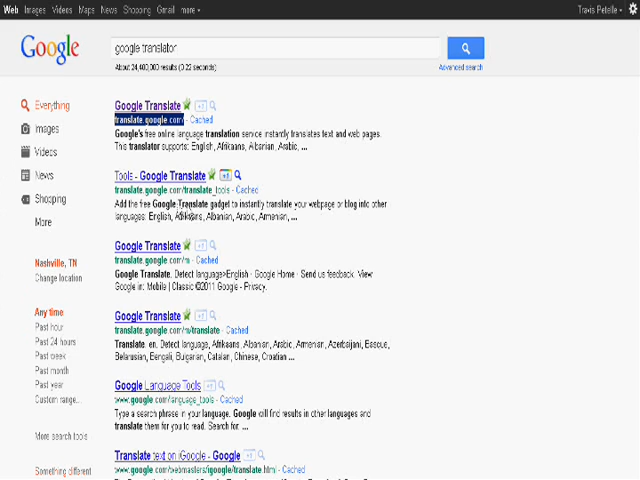 Web Images Videos Maps News Shopping Gmail more
Travis Petelle
Google
google translator
About 24,400,000 results (0.22 seconds)
Advanced search
Everything
Images
Videos
News
Shopping
More
Nashville, TN
Change location
Any time
Past hour
Past 24 hours
Past week
Past month
Past year
Custom range...
More search tools
Something different
Google Translate +1
translate.google.com/ - Cached
Google's free online language translation service instantly translates text and web pages.
This translator supports: English, Afrikaans, Albanian, Arabic, ...
Tools - Google Translate +1
translate.google.com/translate_tools - Cached
Add the free Google Translate gadget to instantly translate your webpage or blog into other
languages: English, Afrikaans, Albanian, Arabic, Armenian, ...
Google Translate +1
translate.google.com/m - Cached
Google Translate. Detect language>English · Google Home · Send us feedback. View
Google in: Mobile | Classic ©2011 Google - Privacy.
Google Translate +1
translate.google.com/m/translate - Cached
Translate. en. Detect language, Afrikaans, Albanian, Arabic, Armenian, Azerbaijani, Basque,
Belarusian, Bengali, Bulgarian, Catalan, Chinese, Croatian ...
Google Language Tools +1
www.google.com/language_tools - Cached
Type a search phrase in your language. Google will find results in other languages and
translate them for you to read. Search for: ...
Translate text on iGoogle - Google +1
www.google.com/webmasters/igoogle/translate.html - Cached